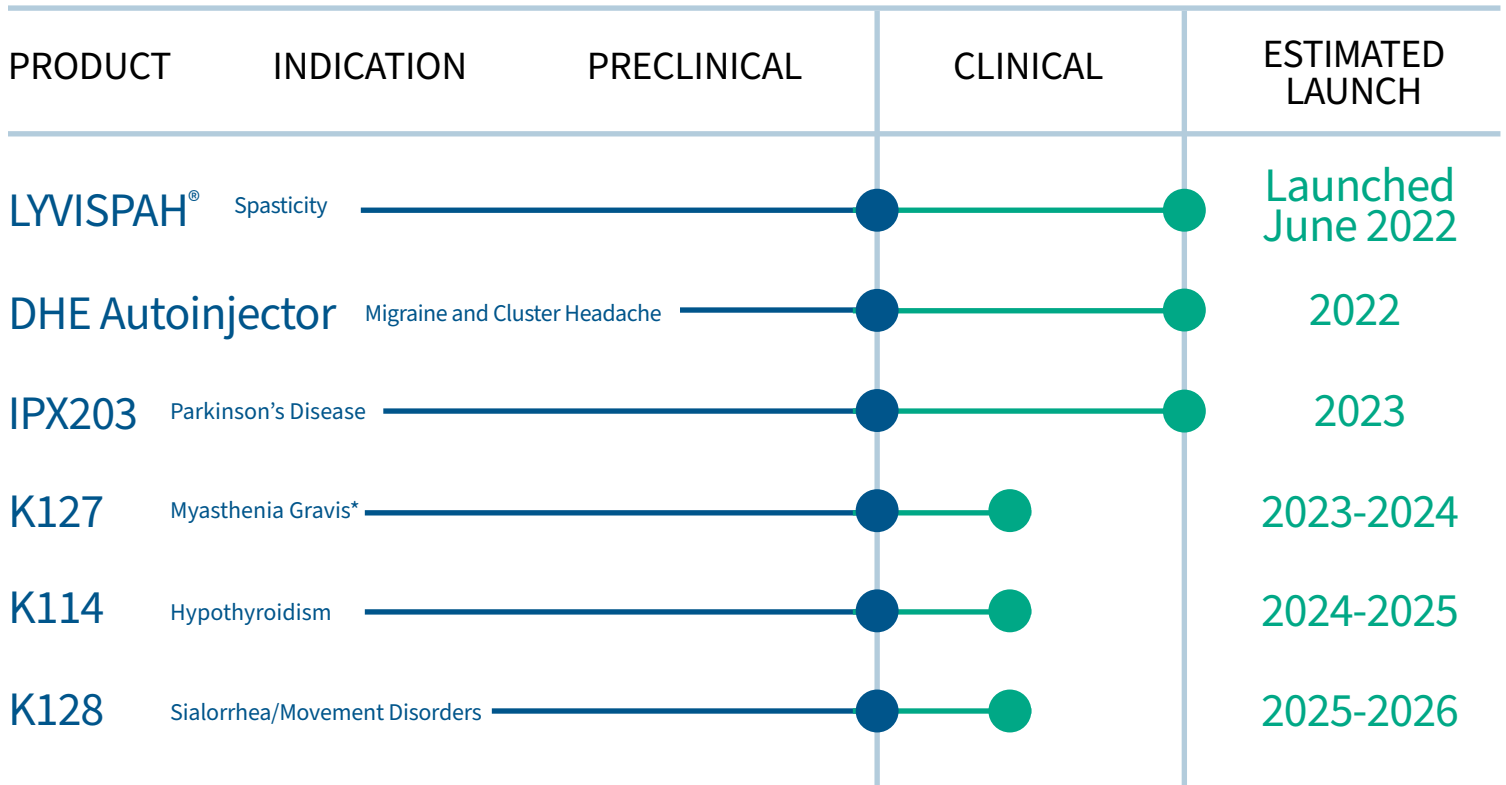 PRODUCT INDICATION PRECLINICAL CLINICAL ESTIMATED
LAUNCH
LYVISPAH® Spasticity Launched
June 2022
DHE Autoinjector Migraine and Cluster Headache 2022
IPX203 Parkinson’s Disease 2023
K127 Myasthenia Gravis* 2023-2024
K114 Hypothyroidism 2024-2025
K128 Sialorrhea/Movement Disorders 2025-2026